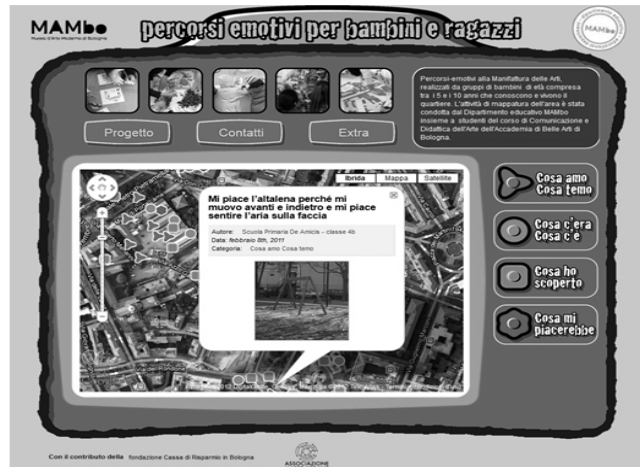 MAMbo
Museo d'Arte Moderna di Bologna
percorsi emotivi per bambini e ragazzi
MAMbo
Percorsi-emotivi alla Manifattura delle Arti,
realizzati da gruppi di bambini di età compresa
tra i 5 e i 10 anni che conoscono e vivono il
quartiere. L'attività di mappatura dell'area è stata
condotta dal Dipartimento educativo MAMbo
insieme a studenti del corso di Comunicazione e
Didattica dell'Arte dell'Accademia di Belle Arti di
Bologna.
Progetto
Contatti
Extra
Ibrida
Mappa
Satellite
Mi piace l'altalena perché mi
muovo avanti e indietro e mi piace
sentire l'aria sulla faccia
Autore: Scuola Primaria De Amicis - classe 4b
Data: febbraio 8th, 2011
Categoria: Cosa amo Cosa temo
Cosa amo
Cosa temo
Cosa c'era
Cosa c'è
Cosa ho
scoperto
Cosa mi
piacerebbe
Con il contributo della fondazione Cassa di Risparmio in Bologna
ASSOCIAZIONE